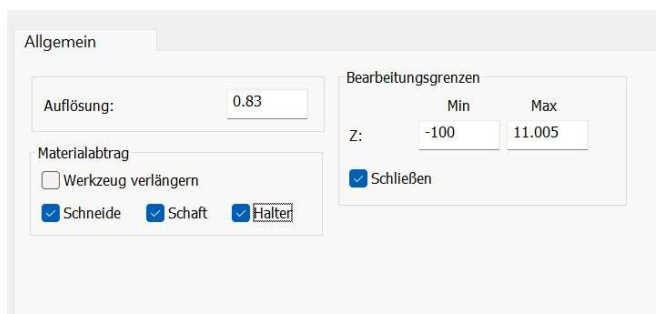 Allgemein
Auflösung: 0.83
Materialabtrag
Werkzeug verlängern
Schneide Schaft Halter
Bearbeitungsgrenzen
Min Max
Z: -100 11.005
Schließen